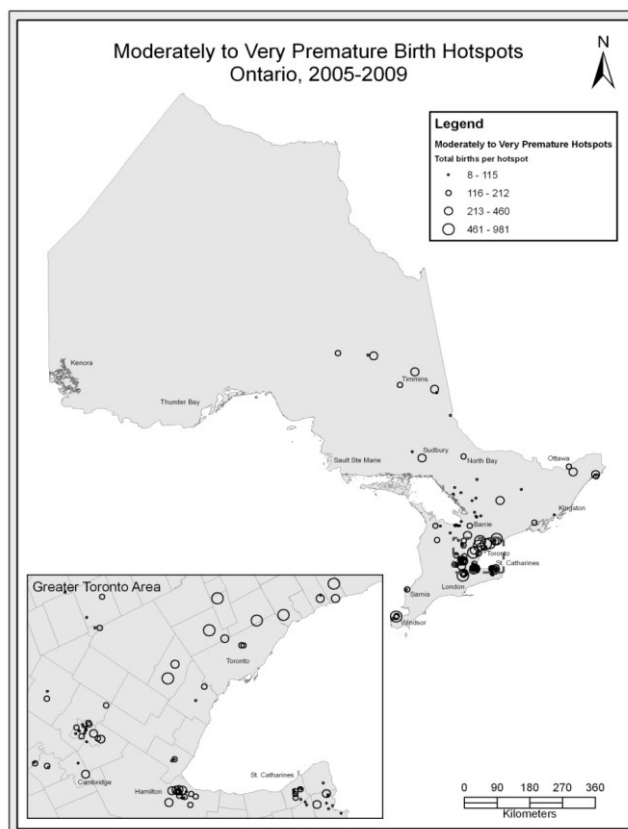 Moderately to Very Premature Birth Hotspots
Ontario, 2005-2009
N
Legend
Moderately to Very Premature Hotspots
Total births per hotspot
8 - 115
116 - 212
213 - 460
461 - 981
Kenora
Timmins
Thunder Bay
Sudbury
Sault Ste Marie
North Bay
Ottawa
Kingston
Barrie
Toronto
St. Catharines
London
Sarnia
Windsor
Greater Toronto Area
Toronto
St. Catharines
Cambridge
Hamilton
0 90 180 270 360
Kilometers